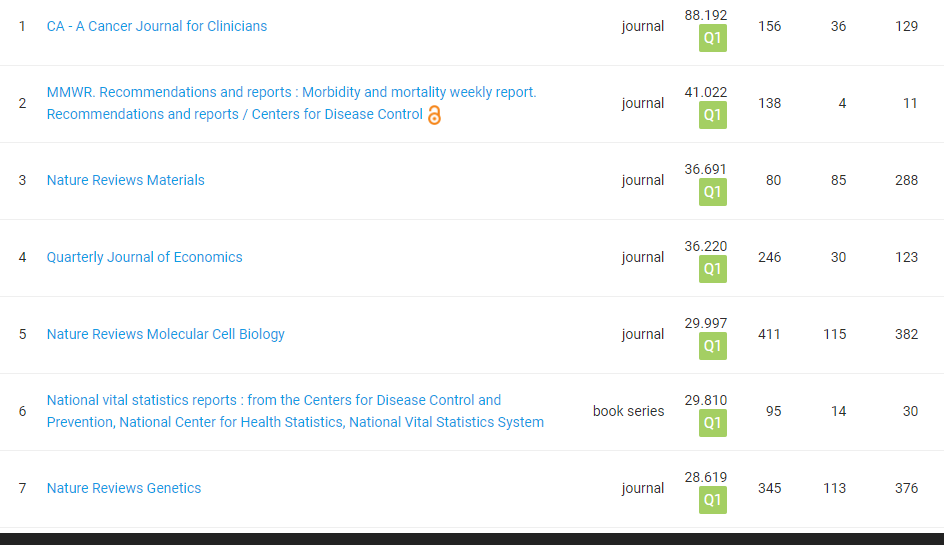 1 CA - A Cancer Journal for Clinicians journal 88.192 Q1 156 36 129
2 MMWR. Recommendations and reports : Morbidity and mortality weekly report.
Recommendations and reports / Centers for Disease Control journal 41.022 Q1 138 4 11
3 Nature Reviews Materials journal 36.691 Q1 80 85 288
4 Quarterly Journal of Economics journal 36.220 Q1 246 30 123
5 Nature Reviews Molecular Cell Biology journal 29.997 Q1 411 115 382
6 National vital statistics reports : from the Centers for Disease Control and
Prevention, National Center for Health Statistics, National Vital Statistics System book series 29.810 Q1 95 14 30
7 Nature Reviews Genetics journal 28.619 Q1 345 113 376